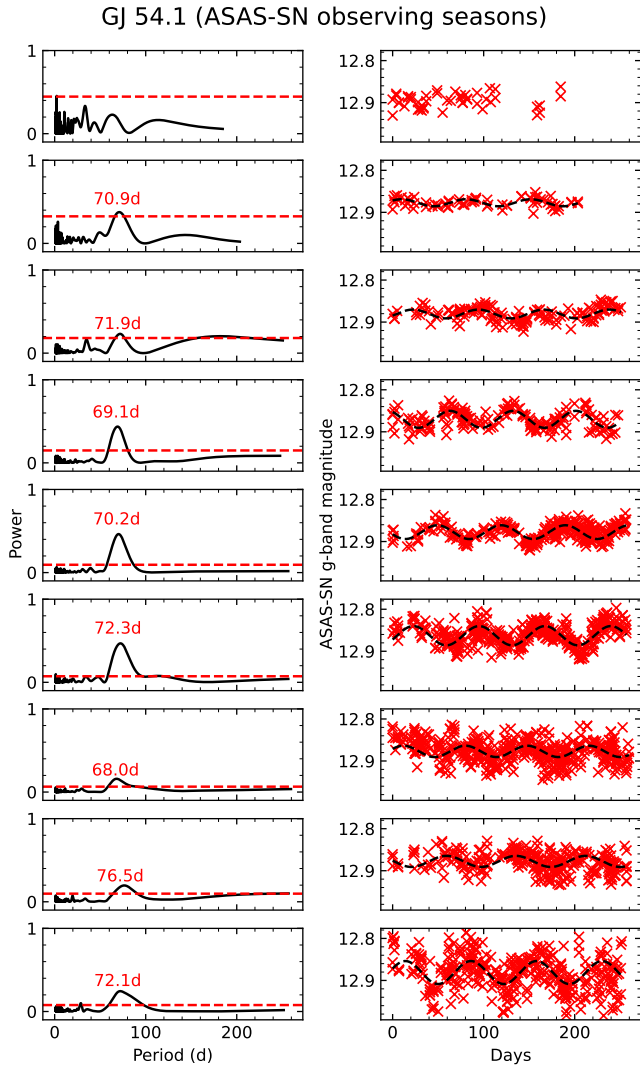 GJ 54.1 (ASAS-SN observing seasons)
1
0
12.8
12.9
1
0
70.9d
12.8
12.9
1
0
71.9d
12.8
12.9
1
0
69.1d
12.8
12.9
1
0
70.2d
12.8
12.9
1
0
72.3d
12.8
12.9
1
0
68.0d
12.8
12.9
1
0
76.5d
12.8
12.9
1
0
72.1d
12.8
12.9
Power
ASAS-SN g-band magnitude
0 100 200
0 100 200
Period (d)
Days